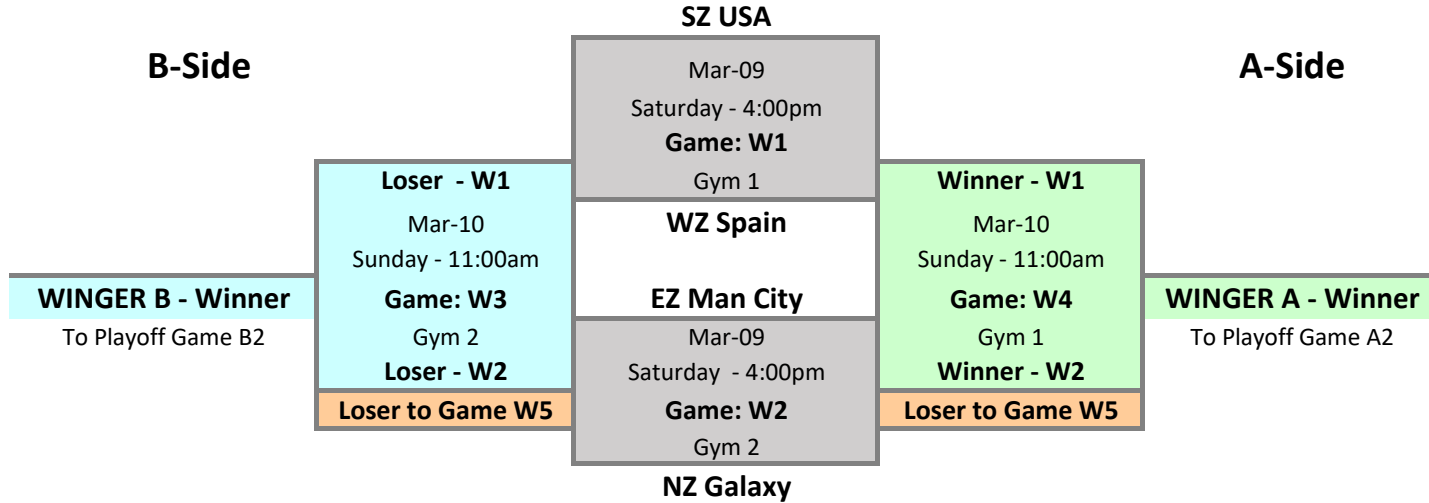 SZ USA
B-Side
A-Side
Mar-09
Saturday - 4:00pm
Game: W1
Gym 1
WZ Spain
Loser - W1
Mar-10
Sunday - 11:00am
Game: W3
Gym 2
Loser - W2
Loser to Game W5
WINGER B - Winner
To Playoff Game B2
EZ Man City
Mar-09
Saturday - 4:00pm
Game: W2
Gym 2
NZ Galaxy
Winner - W1
Mar-10
Sunday - 11:00am
Game: W4
Gym 1
Winner - W2
Loser to Game W5
WINGER A - Winner
To Playoff Game A2